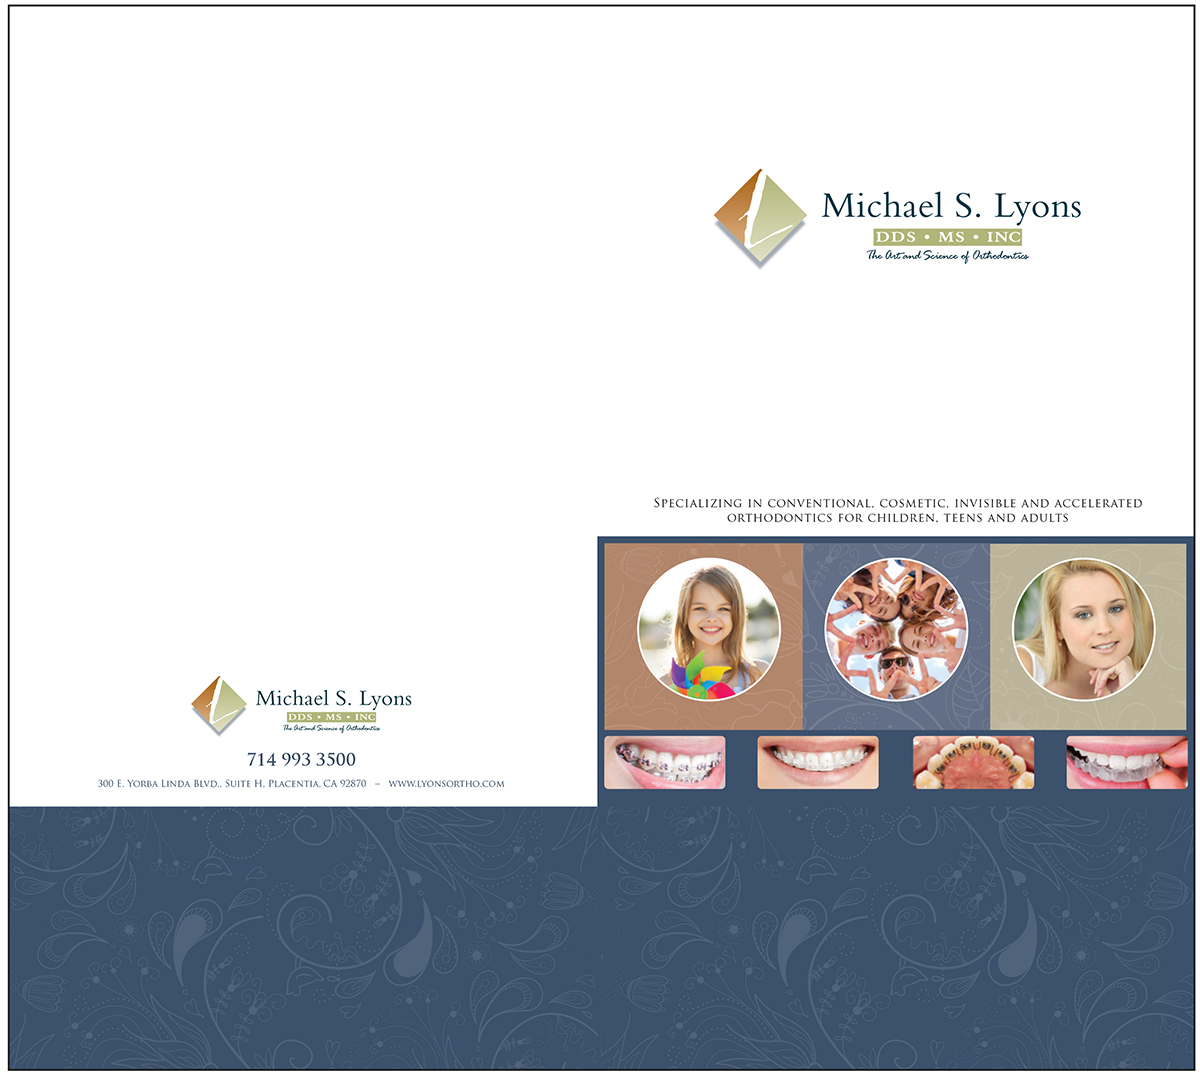 Michael S. Lyons
DDS • MS • INC
The Art and Science of Orthodontics
Specializing in conventional, cosmetic, invisible and accelerated
orthodontics for children, teens and adults
Michael S. Lyons
DDS • MS • INC
The Art and Science of Orthodontics
714 993 3500
300 E. Yorba Linda Blvd., Suite H, Placentia, CA 92870 – www.lyonsortho.com